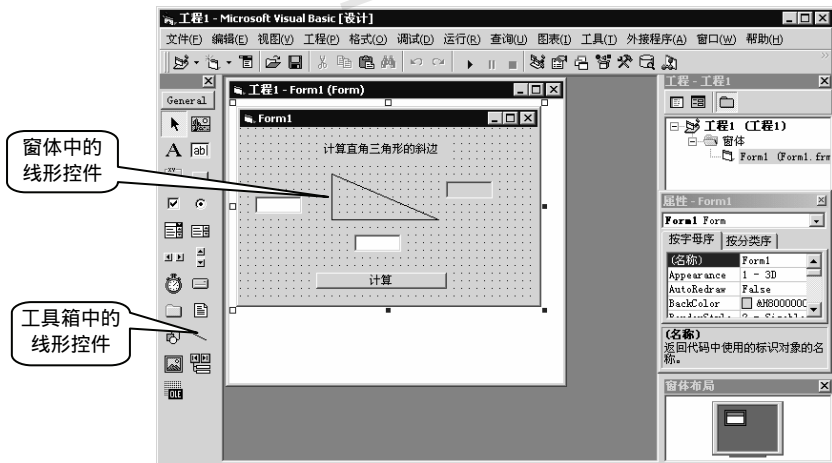 工程1 - Microsoft Visual Basic [设计]
文件(F) 编辑(E) 视图(V) 工程(P) 格式(O) 调试(D) 运行(R) 查询(U) 图表(I) 工具(T) 外接程序(A) 窗口(W) 帮助(H)
General
A
ab
XY
OLE
窗体中的
线形控件
工具箱中的
线形控件
工程1 - Form1 (Form)
Form1
计算直角三角形的斜边
计算
工程 - 工程1
工程1 (工程1)
窗体
Form1 (Form1.frm
属性 - Form1
Form1 Form
按字母序 按分类序
(名称) Form1
Appearance 1 - 3D
AutoRedraw False
BackColor &H8000000C
(名称)
返回代码中使用的标识对象的名
称。
窗体布局